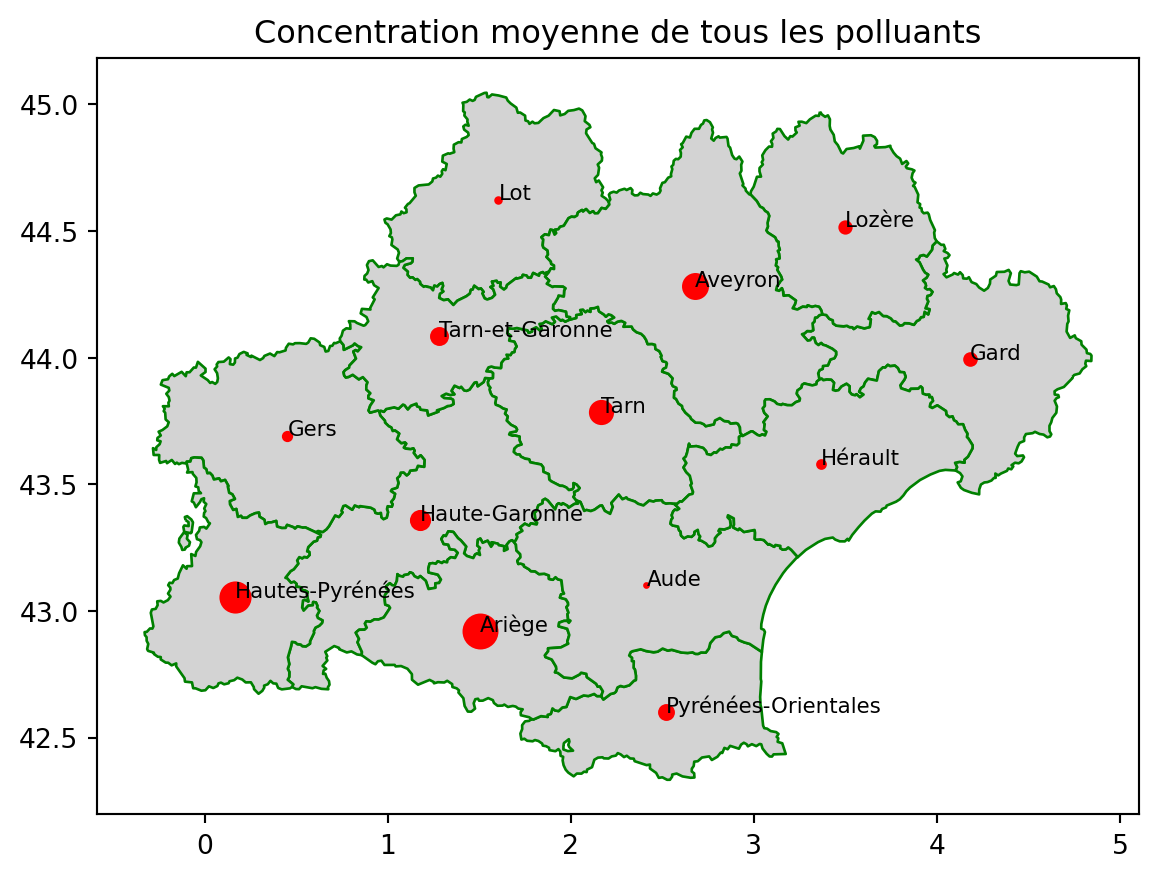 Concentration moyenne de tous les polluants
45.0
44.5
44.0
43.5
43.0
42.5
Lot
Lozère
Aveyron
Tarn-et-Garonne
Gard
Tarn
Gers
Hérault
Haute-Garonne
Aude
Hautes-Pyrénées
Ariège
Pyrénées-Orientales
0 1 2 3 4 5